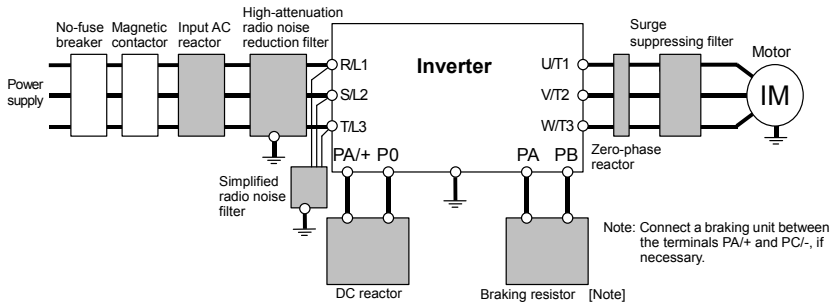 No-fuse
breaker
Magnetic
contactor
Input AC
reactor
High-attenuation
radio noise
reduction filter
Surge
suppressing filter
Motor
Power
supply
R/L1
S/L2
T/L3
Inverter
U/T1
V/T2
W/T3
IM
Zero-phase
reactor
PA/+
P0
PA
PB
Simplified
radio noise
filter
DC reactor
Braking resistor
[Note]
Note: Connect a braking unit between
the terminals PA/+ and PC/-, if
necessary.